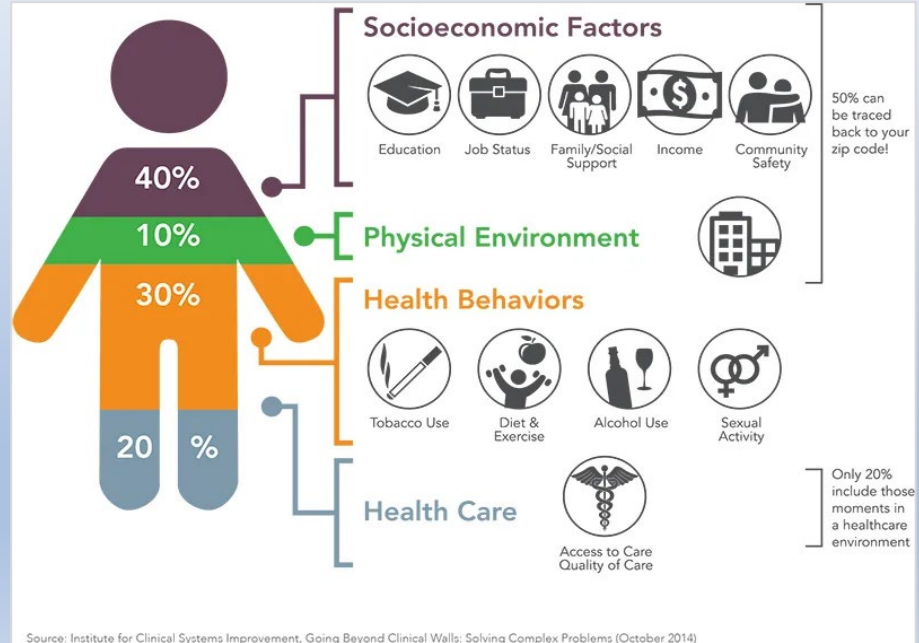 Socioeconomic Factors
40%
Education
Job Status
Family/Social
Support
Income
Community
Safety
50% can
be traced
back to your
zip code!
10%
Physical Environment
30%
Health Behaviors
Tobacco Use
Diet &
Exercise
Alcohol Use
Sexual
Activity
20 %
Health Care
Access to Care
Quality of Care
Only 20%
include those
moments in
a healthcare
environment
Source: Institute for Clinical Systems Improvement, Going Beyond Clinical Walls: Solving Complex Problems (October 2014)